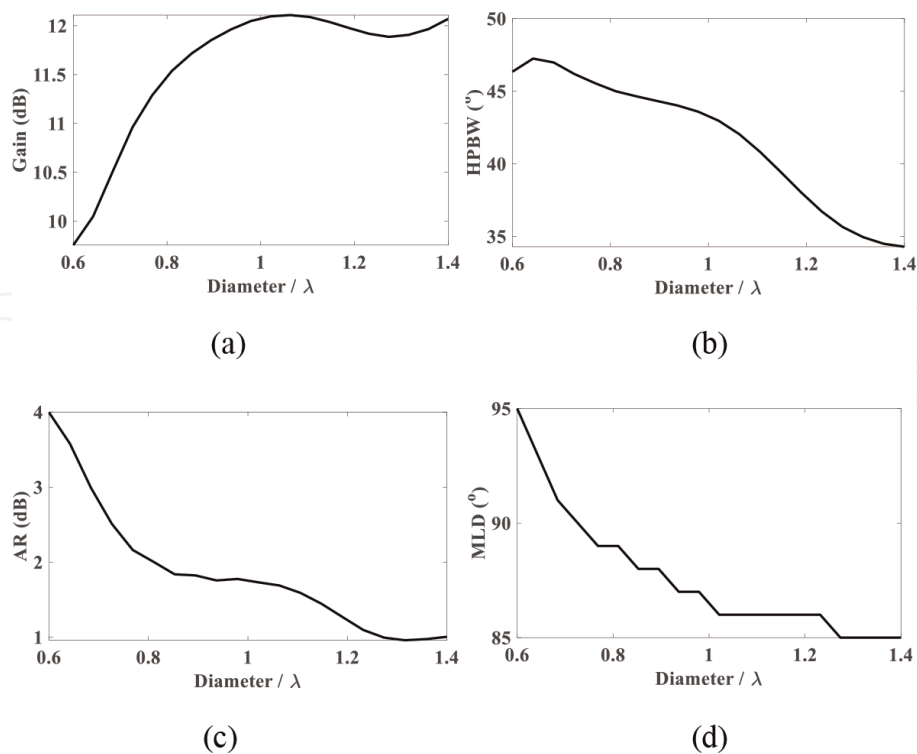 12
11.5
11
10.5
10
Gain (dB)
0.6 0.8 1 1.2 1.4
Diameter / λ
(a)
50
45
40
35
HPBW (º)
0.6 0.8 1 1.2 1.4
Diameter / λ
(b)
4
3
2
1
AR (dB)
0.6 0.8 1 1.2 1.4
Diameter / λ
(c)
95
90
85
MLD (º)
0.6 0.8 1 1.2 1.4
Diameter / λ
(d)